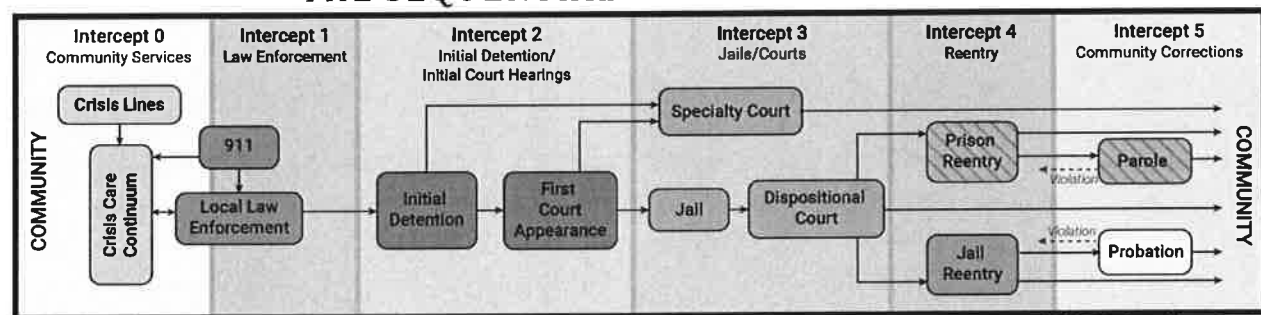 Intercept 0
Community Services
Intercept 1
Law Enforcement
Intercept 2
Initial Detention/
Initial Court Hearings
Intercept 3
Jails/Courts
Intercept 4
Reentry
Intercept 5
Community Corrections
COMMUNITY
Crisis Lines
Crisis Care
Continuum
911
Local Law
Enforcement
Initial
Detention
First
Court
Appearance
Specialty Court
Jail
Dispositional
Court
Prison
Reentry
Violation
Parole
Jail
Reentry
Violation
Probation
COMMUNITY